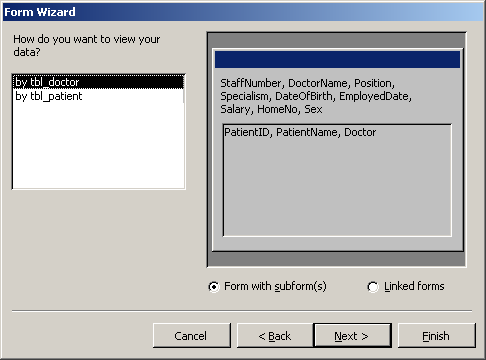 Form Wizard
How do you want to view your
data?
by tbl_doctor
by tbl_patient
StaffNumber, DoctorName, Position,
Specialism, DateOfBirth, EmployedDate,
Salary, HomeNo, Sex
PatientID, PatientName, Doctor
Form with subform(s)
Linked forms
Cancel
< Back
Next >
Finish